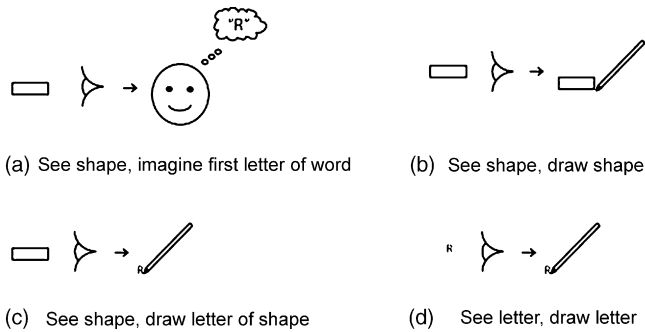 "R"
(a) See shape, imagine first letter of word
(b) See shape, draw shape
R
R R
(c) See shape, draw letter of shape
(d) See letter, draw letter